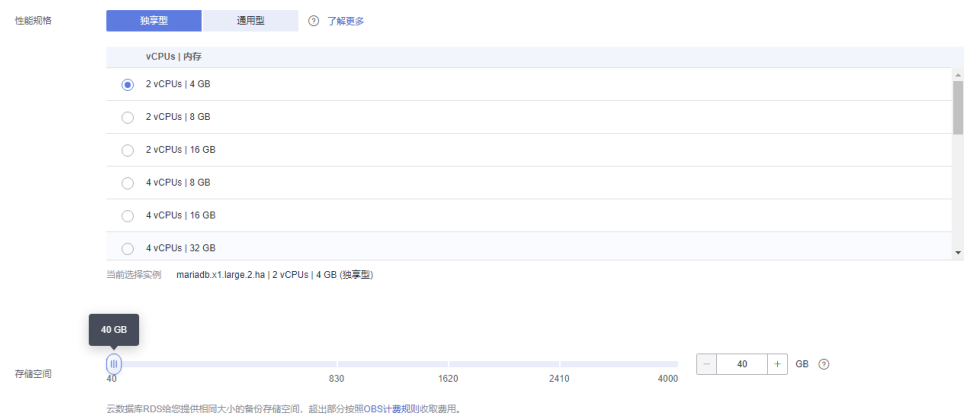 性能规格 独享型 通用型 ? 了解更多
vCPUs | 内存
2 vCPUs | 4 GB
2 vCPUs | 8 GB
2 vCPUs | 16 GB
4 vCPUs | 8 GB
4 vCPUs | 16 GB
4 vCPUs | 32 GB
当前选择实例 mariadb.x1.large.2.ha | 2 vCPUs | 4 GB (独享型)
40 GB
存储空间 40 830 1620 2410 4000 − 40 + GB ?
云数据库RDS给您提供相同大小的备份存储空间，超出部分按照OBS计费规则收取费用。